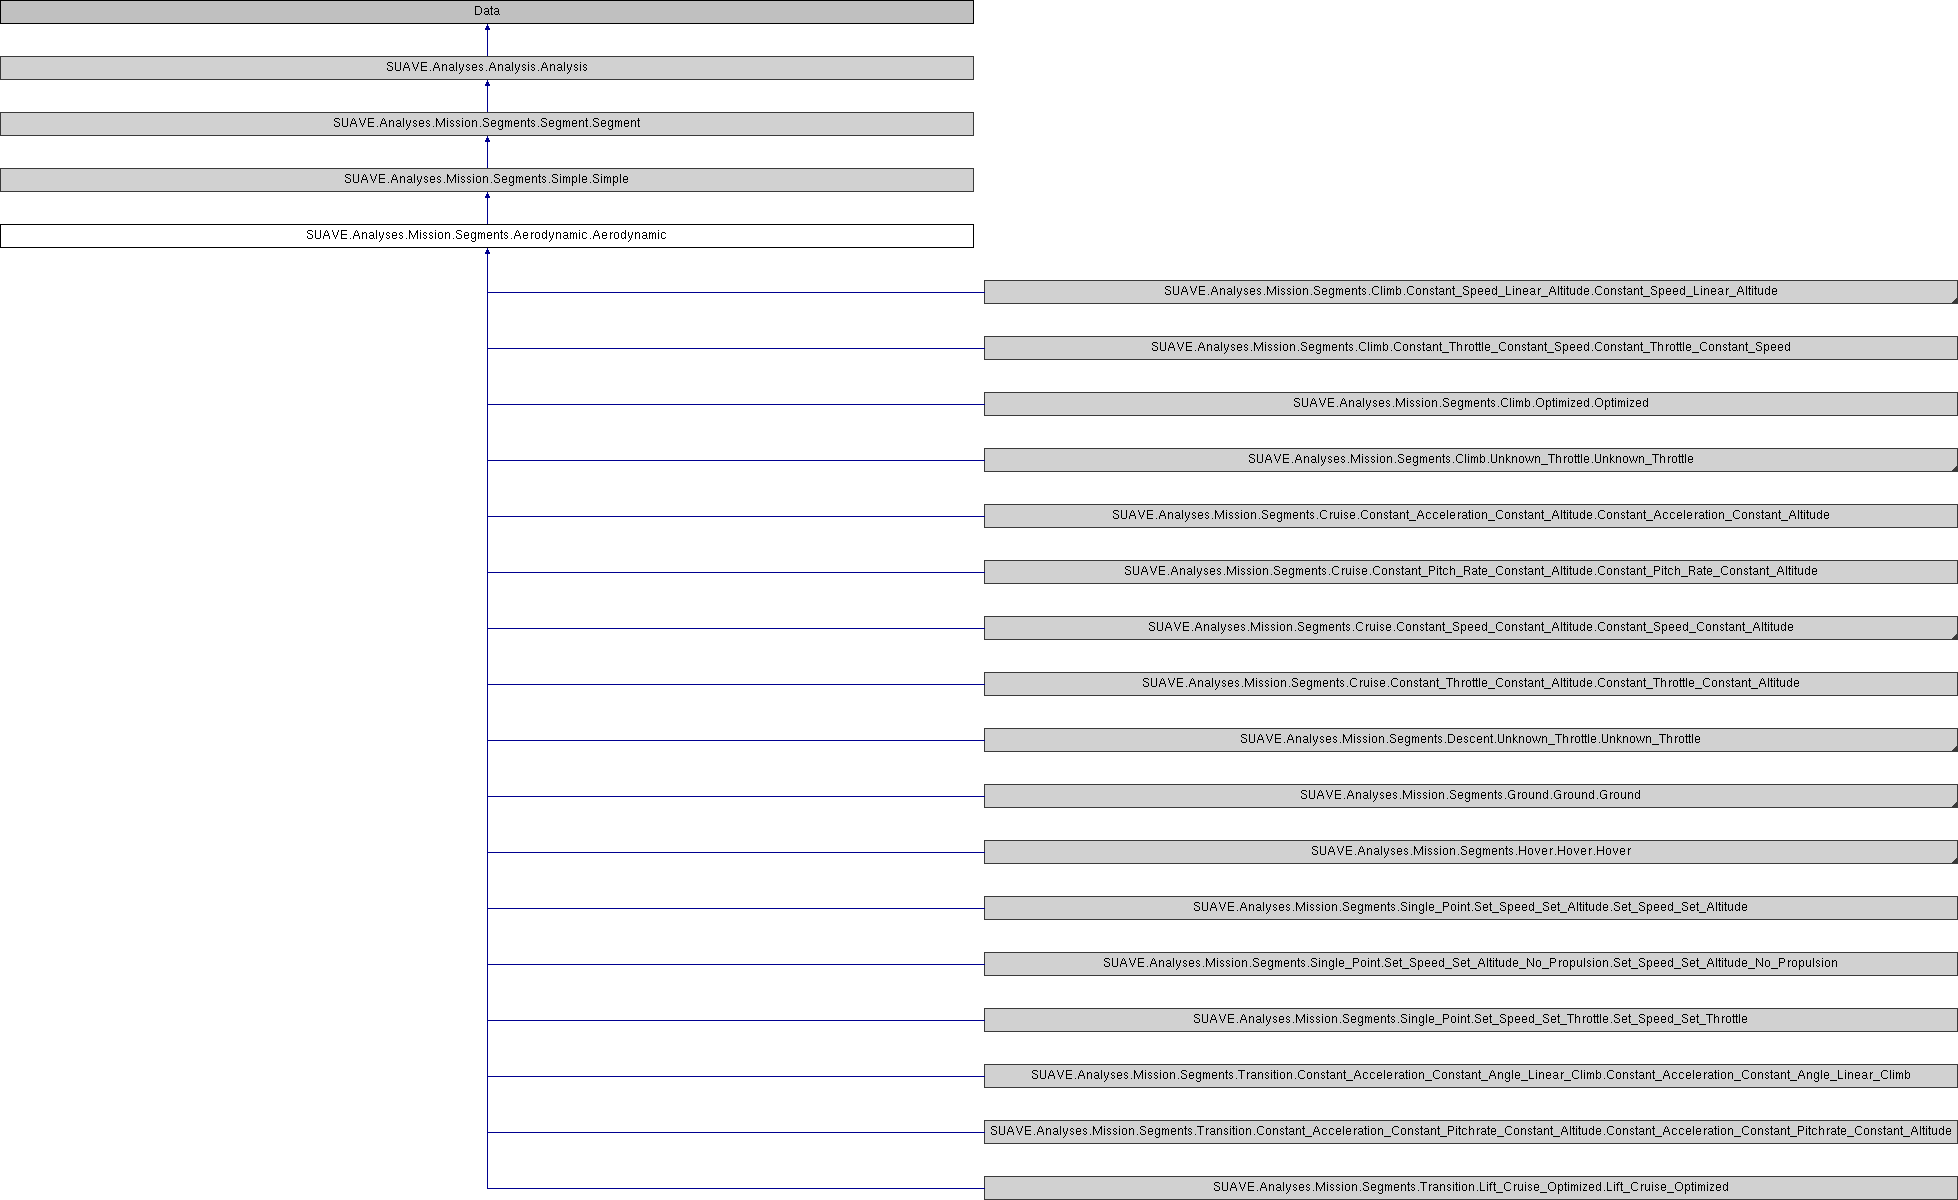 Data
SUAVE.Analyses.Analysis.Analysis
SUAVE.Analyses.Mission.Segments.Segment.Segment
SUAVE.Analyses.Mission.Segments.Simple.Simple
SUAVE.Analyses.Mission.Segments.Aerodynamic.Aerodynamic
SUAVE.Analyses.Mission.Segments.Climb.Constant_Speed_Linear_Altitude.Constant_Speed_Linear_Altitude
SUAVE.Analyses.Mission.Segments.Climb.Constant_Throttle_Constant_Speed.Constant_Throttle_Constant_Speed
SUAVE.Analyses.Mission.Segments.Climb.Optimized.Optimized
SUAVE.Analyses.Mission.Segments.Climb.Unknown_Throttle.Unknown_Throttle
SUAVE.Analyses.Mission.Segments.Cruise.Constant_Acceleration_Constant_Altitude.Constant_Acceleration_Constant_Altitude
SUAVE.Analyses.Mission.Segments.Cruise.Constant_Pitch_Rate_Constant_Altitude.Constant_Pitch_Rate_Constant_Altitude
SUAVE.Analyses.Mission.Segments.Cruise.Constant_Speed_Constant_Altitude.Constant_Speed_Constant_Altitude
SUAVE.Analyses.Mission.Segments.Cruise.Constant_Throttle_Constant_Altitude.Constant_Throttle_Constant_Altitude
SUAVE.Analyses.Mission.Segments.Descent.Unknown_Throttle.Unknown_Throttle
SUAVE.Analyses.Mission.Segments.Ground.Ground.Ground
SUAVE.Analyses.Mission.Segments.Hover.Hover.Hover
SUAVE.Analyses.Mission.Segments.Single_Point.Set_Speed_Set_Altitude.Set_Speed_Set_Altitude
SUAVE.Analyses.Mission.Segments.Single_Point.Set_Speed_Set_Altitude_No_Propulsion.Set_Speed_Set_Altitude_No_Propulsion
SUAVE.Analyses.Mission.Segments.Single_Point.Set_Speed_Set_Throttle.Set_Speed_Set_Throttle
SUAVE.Analyses.Mission.Segments.Transition.Constant_Acceleration_Constant_Angle_Linear_Climb.Constant_Acceleration_Constant_Angle_Linear_Climb
SUAVE.Analyses.Mission.Segments.Transition.Constant_Acceleration_Constant_Pitchrate_Constant_Altitude.Constant_Acceleration_Constant_Pitchrate_Constant_Altitude
SUAVE.Analyses.Mission.Segments.Transition.Lift_Cruise_Optimized.Lift_Cruise_Optimized